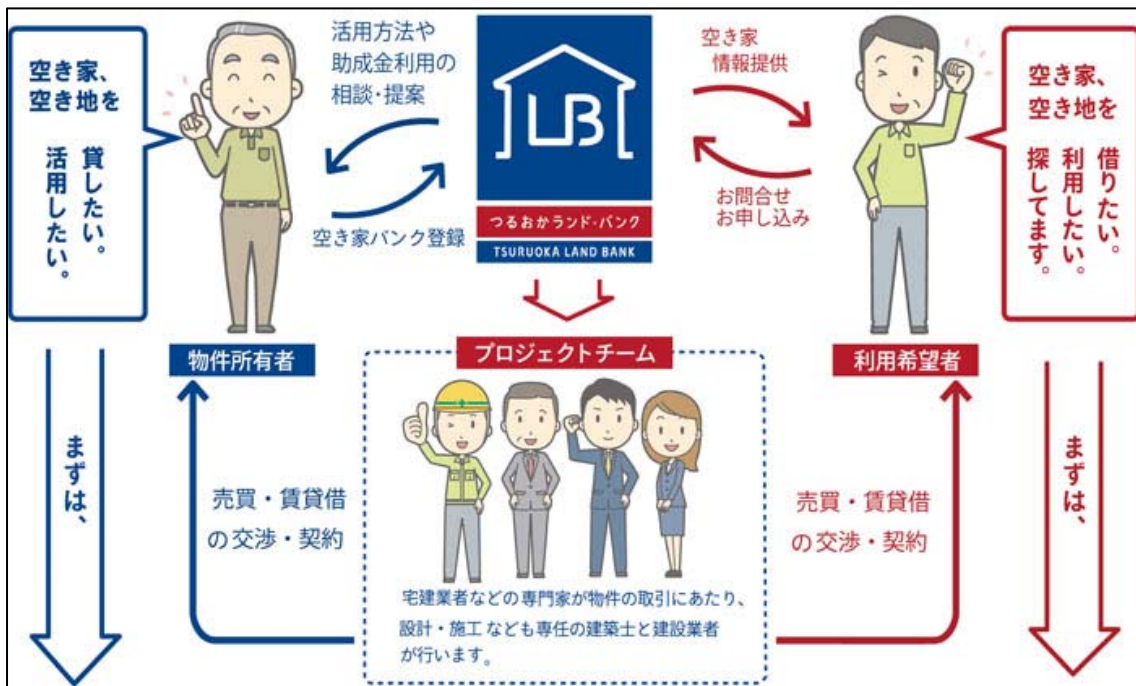 空き家、
空き地を
貸したい。
活用したい。
活用方法や
助成金利用の
相談・提案
空き家バンク登録
LB
つるおかランド・バンク
TSURUOKA LAND BANK
空き家
情報提供
お問合せ
お申し込み
空き家、
空き地を
借りたい。
利用したい。
探してます。
物件所有者
プロジェクトチーム
利用希望者
まずは、
売買・賃貸借
の交渉・契約
宅建業者などの専門家が物件の取引にあたり、
設計・施工なども専任の建築士と建設業者
が行います。
売買・賃貸借
の交渉・契約
まずは、